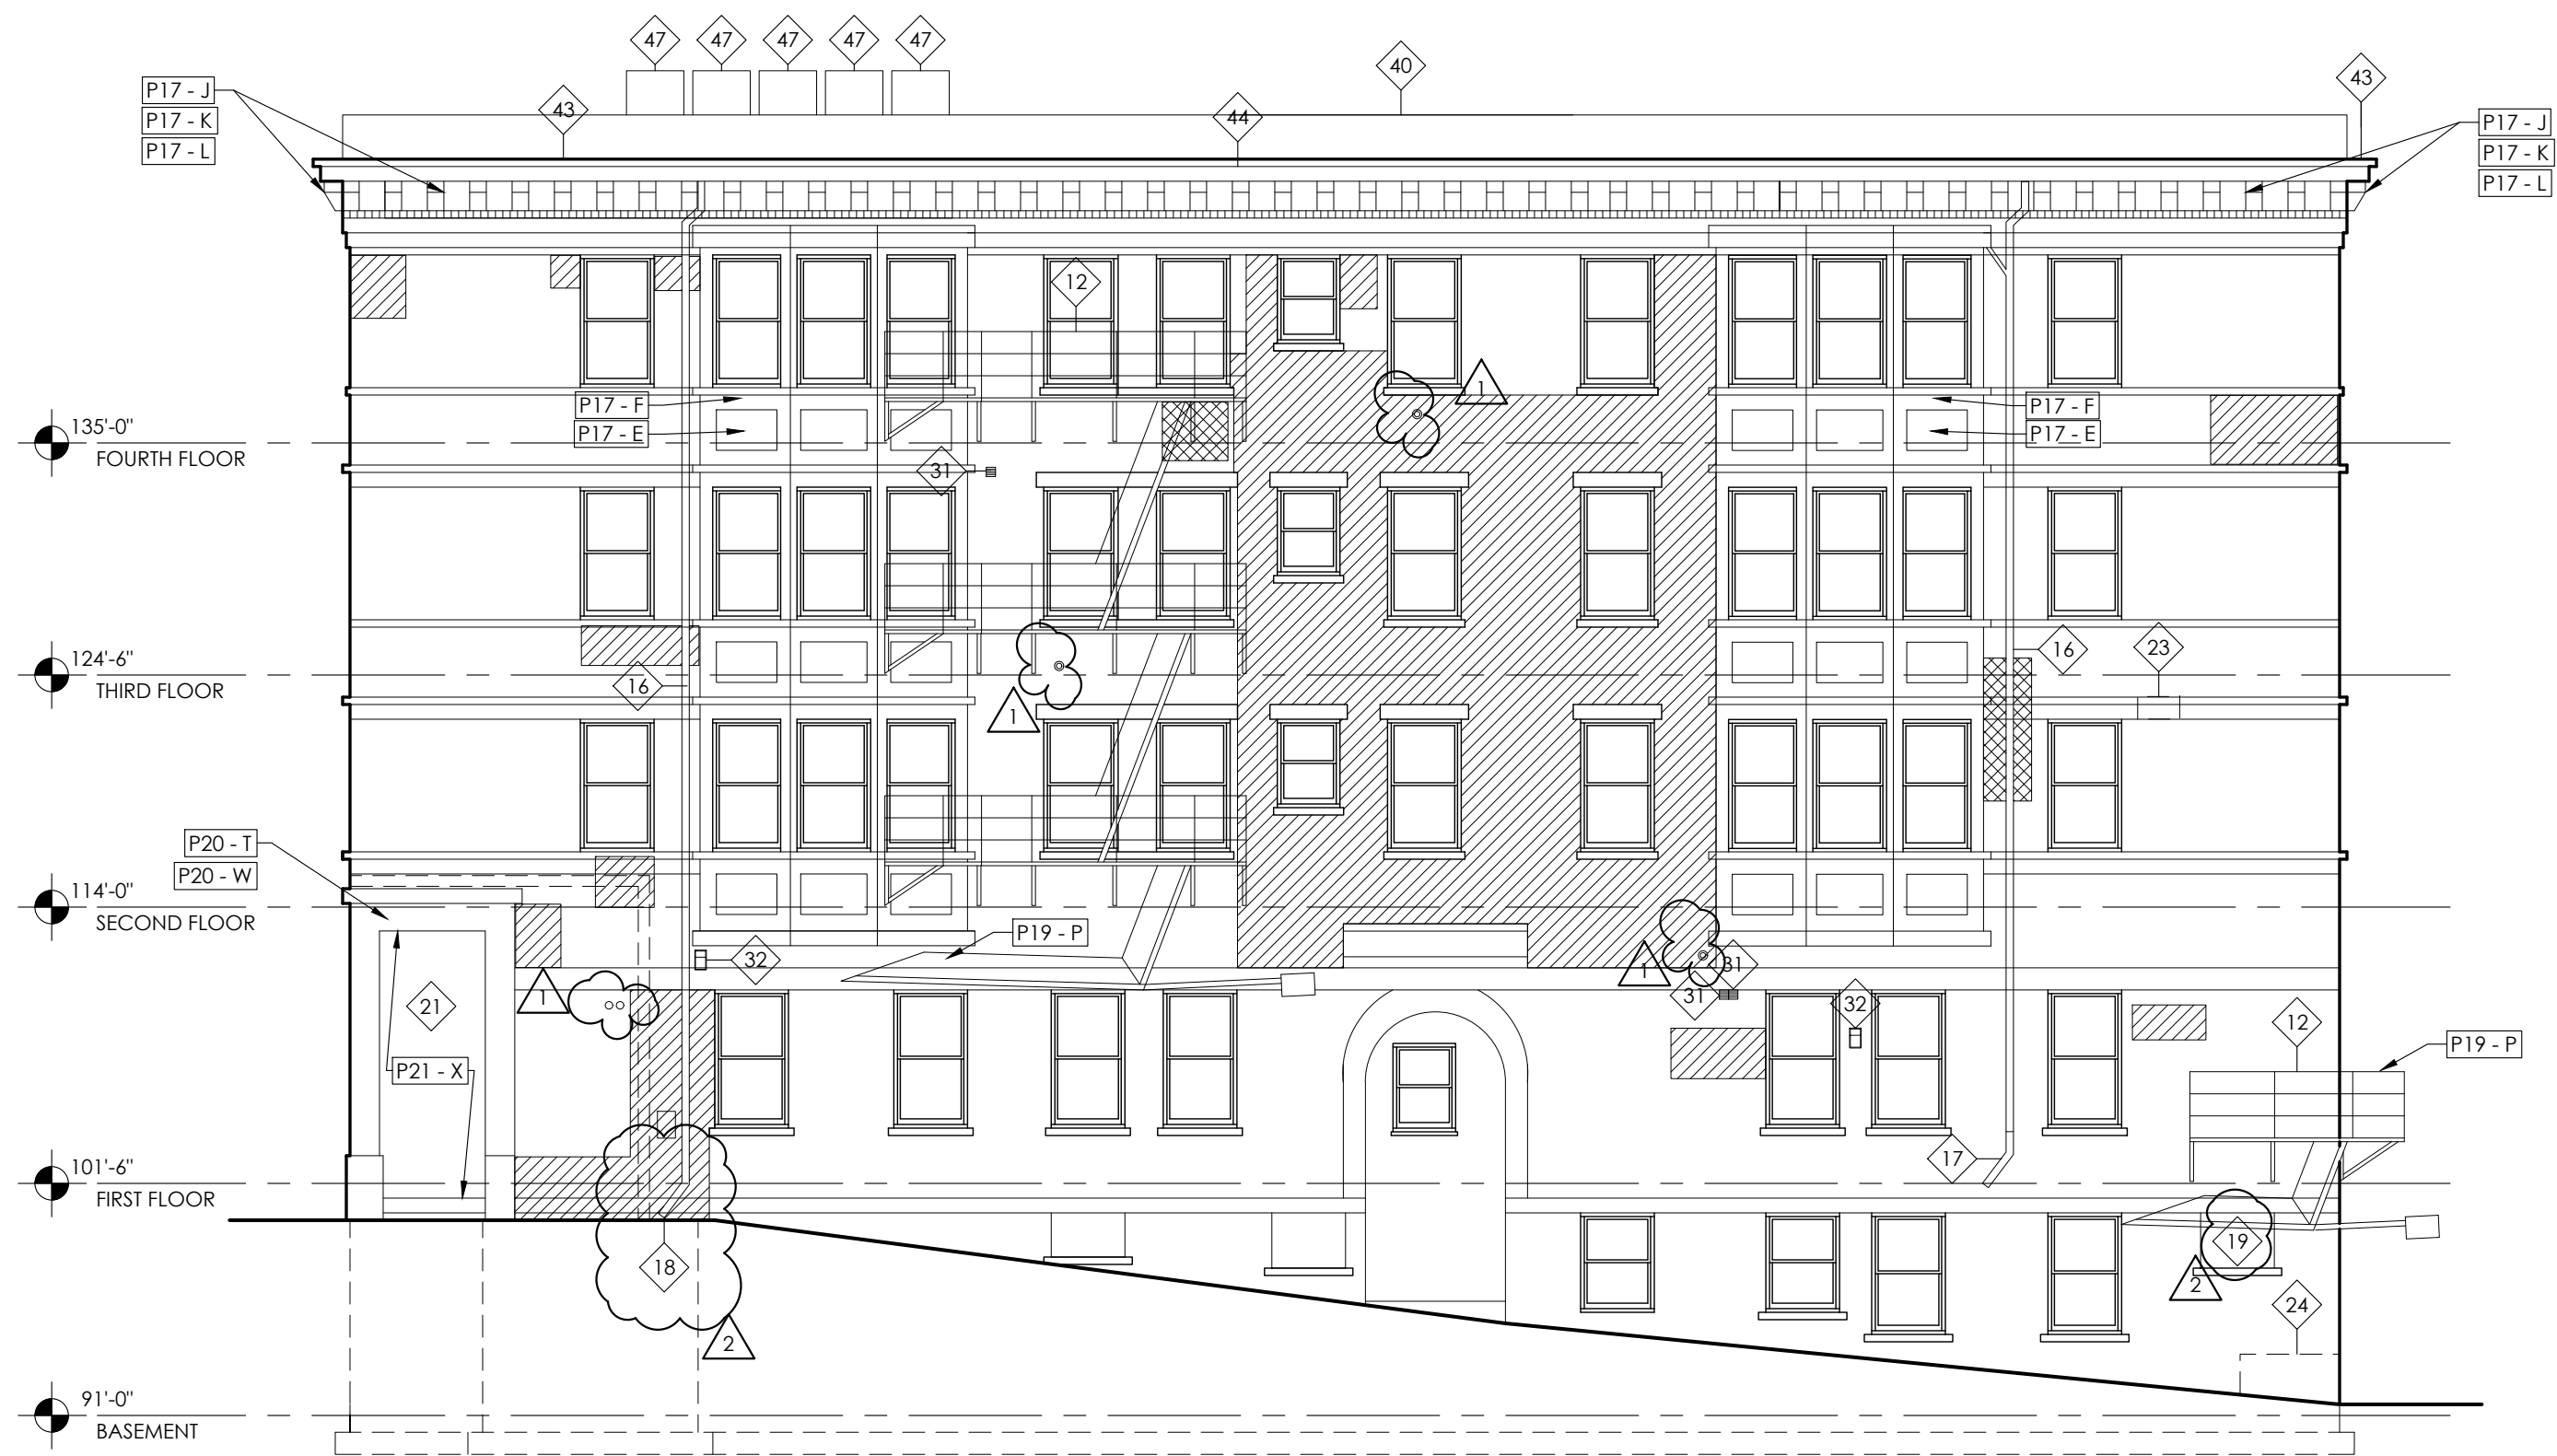 47 47 47 47 47
40
43
P17 - J
P17 - K
P17 - L
43
44
P17 - J
P17 - K
P17 - L
12
P17 - F
P17 - E
1
P17 - F
P17 - E
135'-0"
FOURTH FLOOR
31
124'-6"
THIRD FLOOR
16
1
16
23
P20 - T
P20 - W
114'-0"
SECOND FLOOR
P19 - P
32
1
31
31
1
21
32
12
P19 - P
P21 - X
101'-6"
FIRST FLOOR
17
18
2
19
2
24
91'-0"
BASEMENT